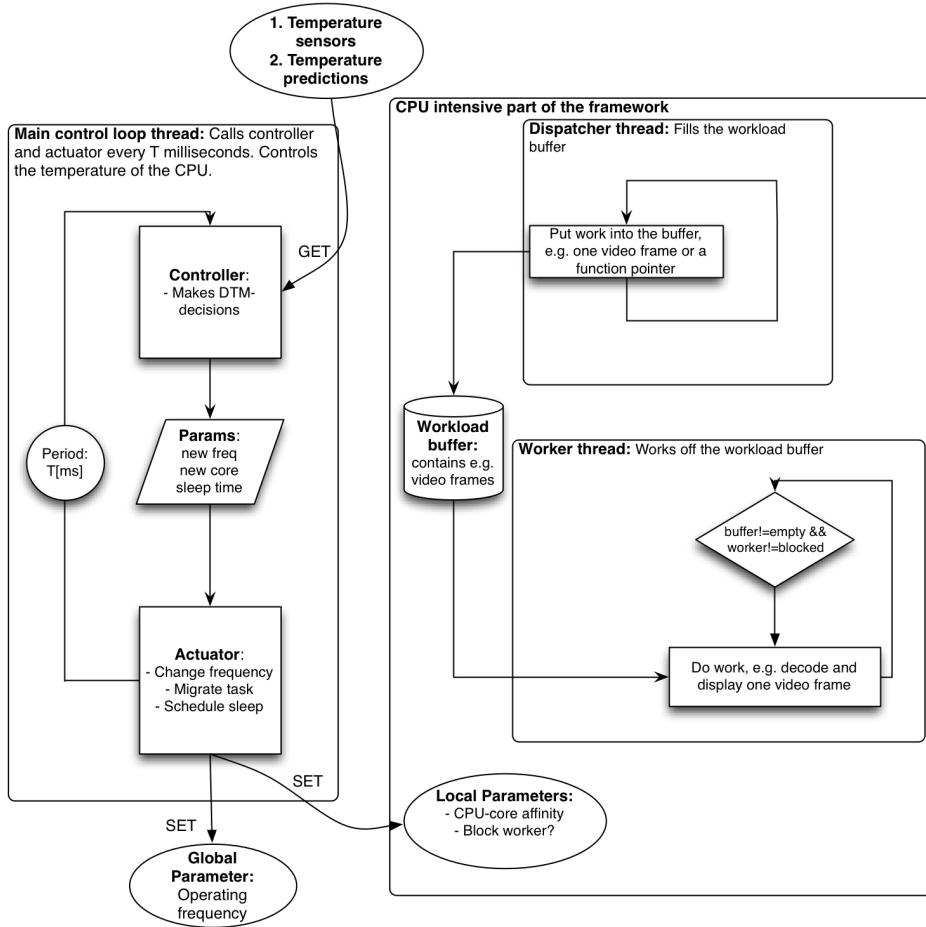 1. Temperature
sensors
2. Temperature
predictions
Main control loop thread: Calls controller
and actuator every T milliseconds. Controls
the temperature of the CPU.
GET
Controller:
- Makes DTM-
decisions
Params:
new freq
new core
sleep time
Period:
T[ms]
Actuator:
- Change frequency
- Migrate task
- Schedule sleep
SET
SET
Global
Parameter:
Operating
frequency
CPU intensive part of the framework
Dispatcher thread: Fills the workload
buffer
Put work into the buffer,
e.g. one video frame or a
function pointer
Workload
buffer:
contains e.g.
video frames
Worker thread: Works off the workload buffer
buffer!=empty &&
worker!=blocked
Do work, e.g. decode and
display one video frame
Local Parameters:
- CPU-core affinity
- Block worker?